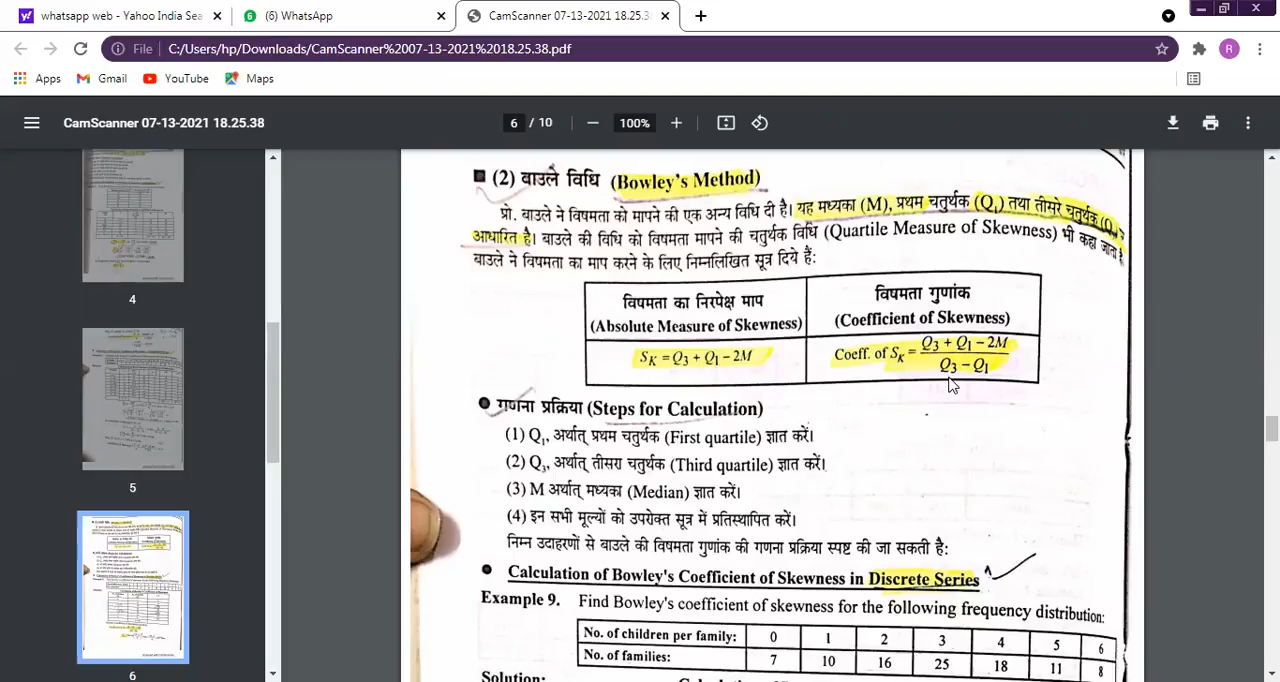 whatsapp web - Yahoo India Sea
(6) WhatsApp
CamScanner 07-13-2021 18.25.3
File
C:/Users/hp/Downloads/CamScanner%2007-13-2021%2018.25.38.pdf
R
Apps
Gmail
YouTube
Maps
CamScanner 07-13-2021 18.25.38
6 / 10
100%
4
5
6
(2) बाउले विधि (Bowley's Method)
प्रो. बाउले ने विषमता को मापने की एक अन्य विधि दी है। यह मध्यका (M), प्रथम चतुर्थक (Q₁) तथा तीसरे चतुर्थक
आधारित है। बाउले की विधि को विषमता मापने की चतुर्थक विधि (Quartile Measure of Skewness) भी कहा जाता है
बाउले ने विषमता का माप करने के लिए निम्नलिखित सूत्र दिये हैं:
विषमता का निरपेक्ष माप
(Absolute Measure of Skewness)
विषमता गुणांक
(Coefficient of Skewness)
S_K = Q₃ + Q₁ – 2M
Coeff. of S_K = Q₃ + Q₁ – 2M
Q₃ – Q₁
गणना प्रक्रिया (Steps for Calculation)
(1) Q₁, अर्थात् प्रथम चतुर्थक (First quartile) ज्ञात करें।
(2) Q₃, अर्थात् तीसरा चतुर्थक (Third quartile) ज्ञात करें।
(3) M अर्थात् मध्यका (Median) ज्ञात करें।
(4) इन सभी मूल्यों को उपरोक्त सूत्र में प्रतिस्थापित करें।
निम्न उदाहरणों से बाउले की विषमता गुणांक की गणना प्रक्रिया स्पष्ट की जा सकती है:
Calculation of Bowley's Coefficient of Skewness in Discrete Series
Example 9. Find Bowley's coefficient of skewness for the following frequency distribution:
No. of children per family: 0 1 2 3 4 5 6
No. of families: 7 10 16 25 18 11 8
Solution: